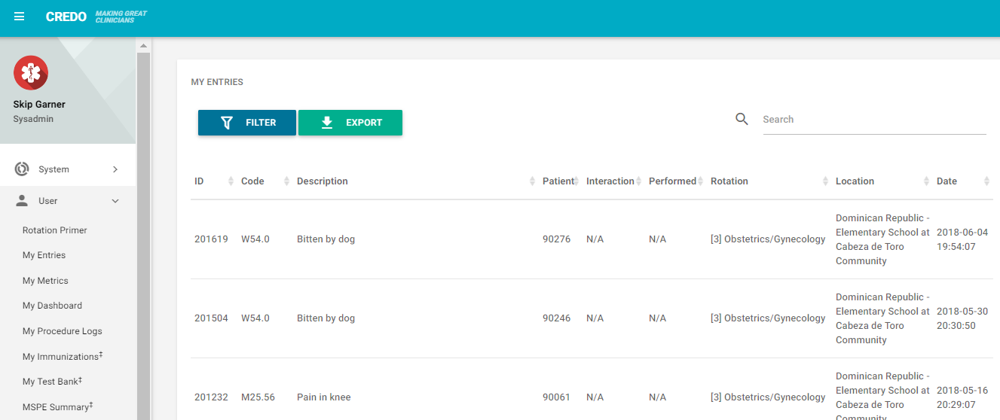 CREDO MAKING GREAT
CLINICIANS
Skip Garner
Sysadmin
System
User
Rotation Primer
My Entries
My Metrics
My Dashboard
My Procedure Logs
My Immunizations‡
My Test Bank‡
MSPE Summary‡
MY ENTRIES
FILTER EXPORT Search
ID Code Description Patient Interaction Performed Rotation Location Date
Dominican Republic -
Elementary School at
201619 W54.0 Bitten by dog 90276 N/A N/A [3] Obstetrics/Gynecology 2018-06-04
Cabeza de Toro 19:54:07
Community
Dominican Republic -
Elementary School at
201504 W54.0 Bitten by dog 90246 N/A N/A [3] Obstetrics/Gynecology 2018-05-30
Cabeza de Toro 20:30:50
Community
Dominican Republic -
Elementary School at
201232 M25.56 Pain in knee 90061 N/A N/A [3] Obstetrics/Gynecology 2018-05-16
Cabeza de Toro 20:29:07
Community